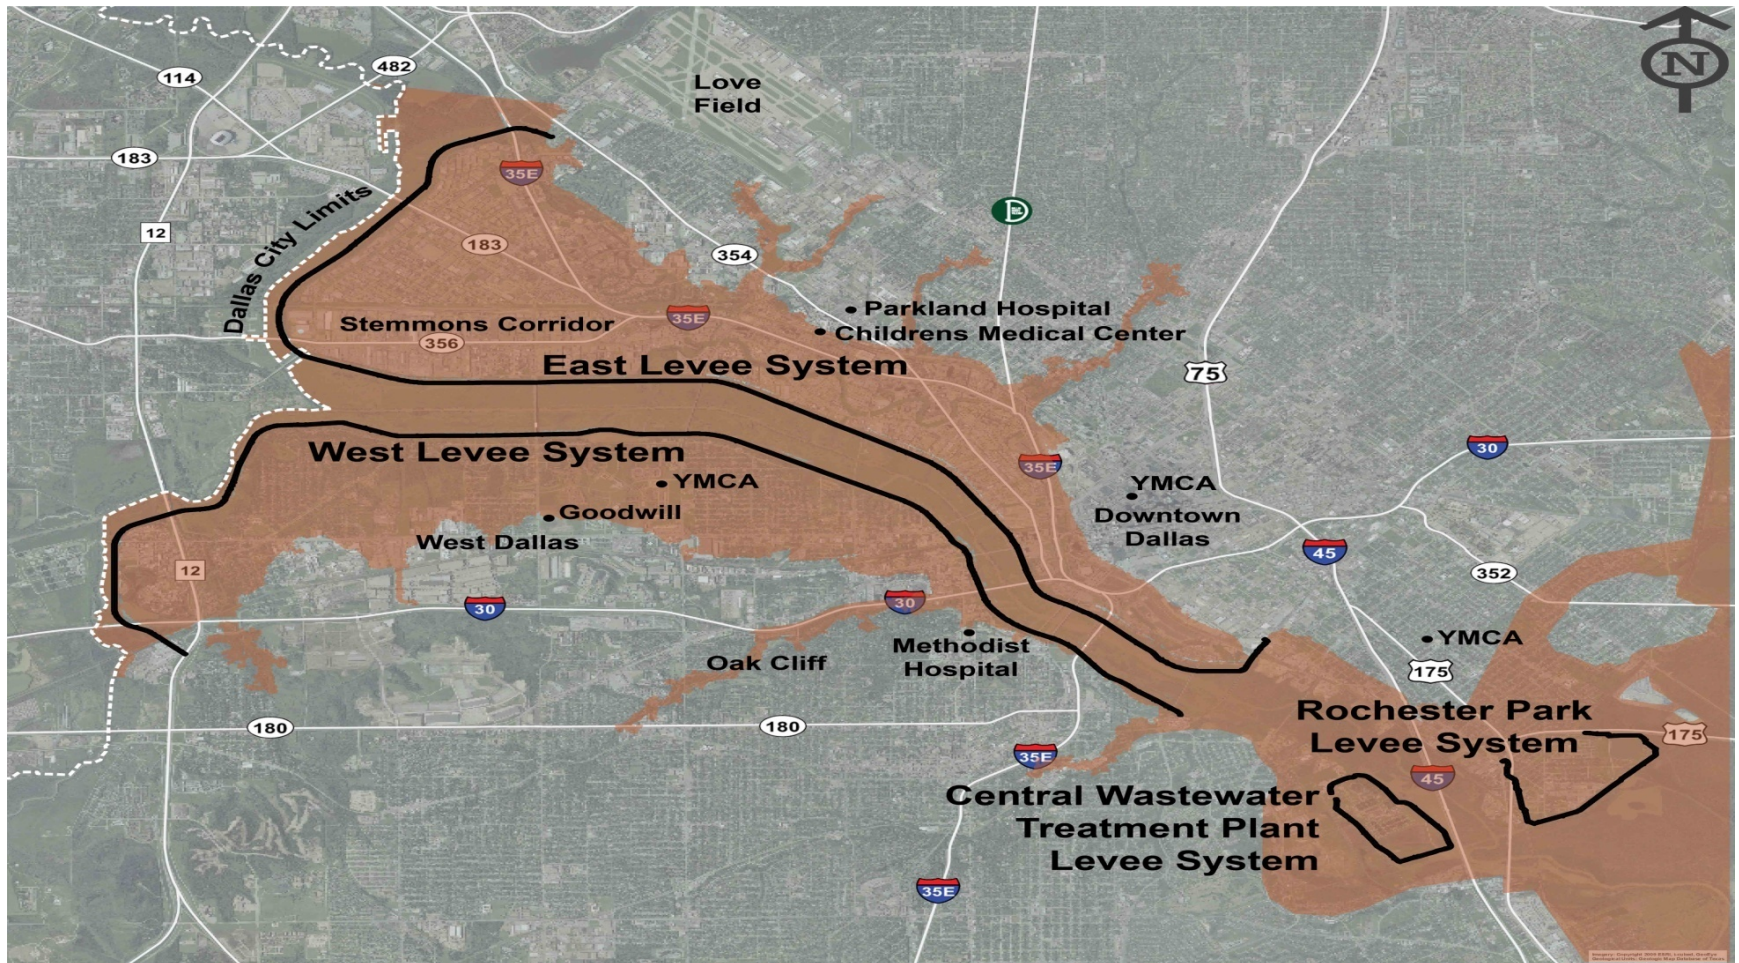 N
482
114
Love
Field
183
35E
Dallas City Limits
12
183
354
Parkland Hospital
35E
Stemmons Corridor
Childrens Medical Center
356
East Levee System
75
West Levee System
30
35E
YMCA
YMCA
Goodwill
Downtown
Dallas
West Dallas
45
12
352
30
30
YMCA
Methodist
Hospital
Oak Cliff
175
Rochester Park
Levee System
180
180
175
35E
45
Central Wastewater
Treatment Plant
Levee System
35E